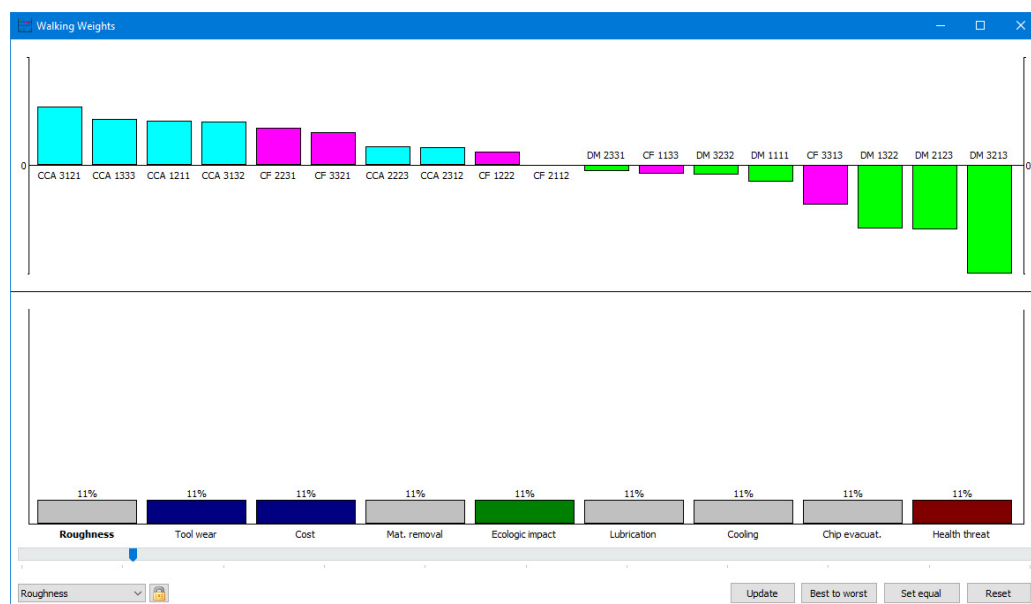 Walking Weights
DM 2331 CF 1133 DM 3232 DM 1111 CF 3313 DM 1322 DM 2123 DM 3213
0 0
CCA 3121 CCA 1333 CCA 1211 CCA 3132 CF 2231 CF 3321 CCA 2223 CCA 2312 CF 1222 CF 2112
11% 11% 11% 11% 11% 11% 11% 11% 11%
Roughness Tool wear Cost Mat. removal Ecologic impact Lubrication Cooling Chip evacuat. Health threat
Roughness Update Best to worst Set equal Reset